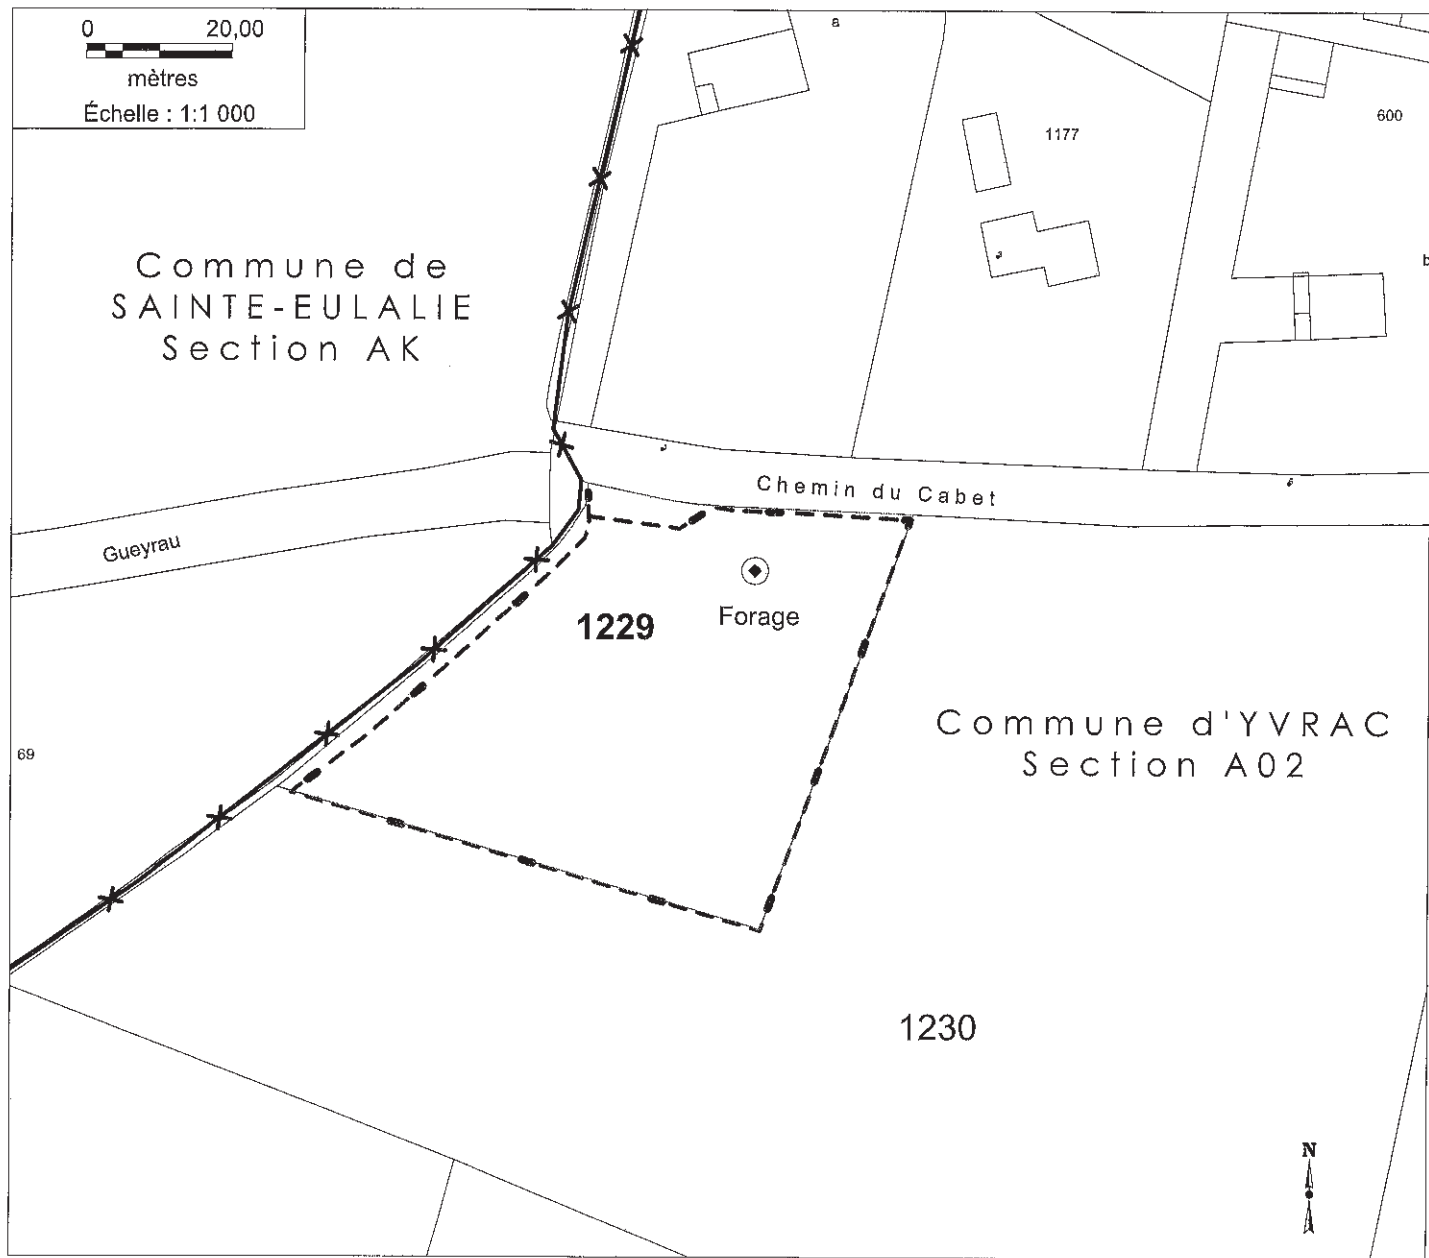 0 20,00
mètres
Échelle : 1:1 000
a
1177
600
b
Commune de
SAINTE-EULALIE
Section AK
Chemin du Cabet
Gueyrau
1229
Forage
69
Commune d'YVRAC
Section A02
1230
N